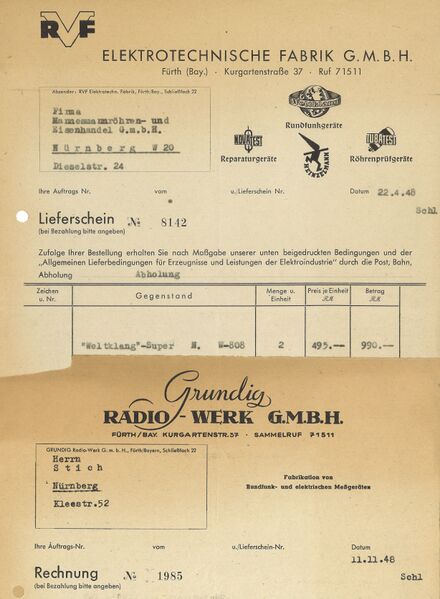 RVF
ELEKTROTECHNISCHE FABRIK G.M.B.H.
Fürth (Bay.) · Kurgartenstraße 37 · Ruf 71511
Absender: RVF Elektrotechn. Fabrik, Fürth/Bay., Schließfach 22
Firma
Mannesmannröhren- und
Eisenhandel G.m.b.H.
Nürnberg W 20
Dieselstr. 24
Weltklang
Rundfunkgeräte
NOVATEST
Reparaturgeräte
HEINZELMANN
TUBATEST
Röhrenprüfgeräte
Ihre Auftrags Nr. vom u./Lieferschein Nr. Datum 22.4.48
Schl
Lieferschein № 8142
(bei Bezahlung bitte angeben)
Zufolge Ihrer Bestellung erhalten Sie nach Maßgabe unserer unten beigedruckten Bedingungen und der
„Allgemeinen Lieferbedingungen für Erzeugnisse und Leistungen der Elektroindustrie" durch die Post, Bahn,
Abholung Abholung
Zeichen u. Nr. Gegenstand Menge u. Einheit Preis je Einheit RM Betrag RM
"Weltklang"-Super N. W-808 2 495.-- 990.--
Grundig
RADIO-WERK G.M.B.H.
FÜRTH/BAY. KURGARTENSTR.37 · SAMMELRUF 71511
GRUNDIG Radio-Werk G.m.b.H., Fürth/Bayern, Schließfach 22
Herrn
Stich
Nürnberg
Kleestr.52
Fabrikation von
Rundfunk- und elektrischen Meßgeräten
Ihre Auftrags-Nr. vom u./Lieferschein-Nr. Datum
11.11.48
Rechnung № 1985 Schl
(bei Bezahlung bitte angeben)